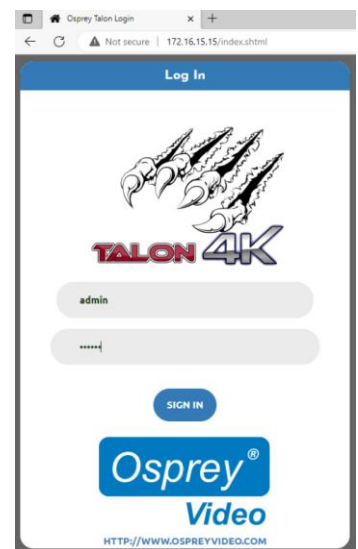 Osprey Talon Login
Not secure | 172.16.15.15/index.shtml
Log In
TALON 4K
admin
••••••
SIGN IN
Osprey®
Video
HTTP://WWW.OSPREYVIDEO.COM